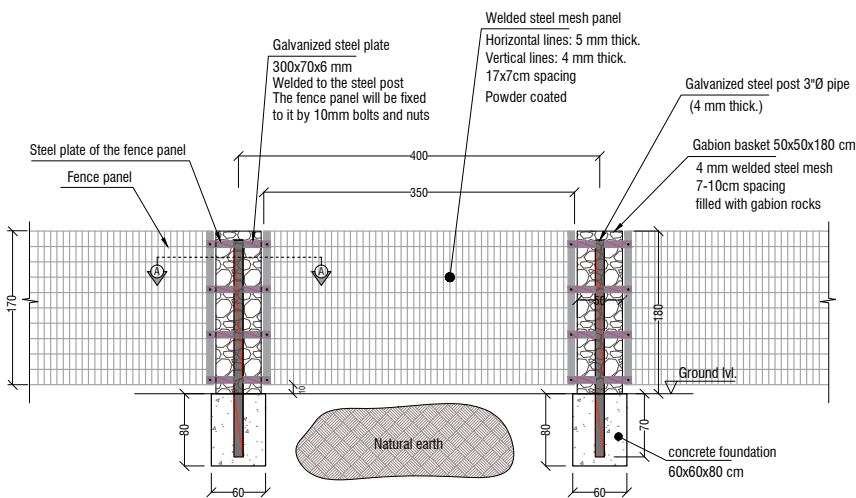 Welded steel mesh panel
Horizontal lines: 5 mm thick.
Vertical lines: 4 mm thick.
17x7cm spacing
Powder coated
Galvanized steel plate
300x70x6 mm
Welded to the steel post
The fence panel will be fixed
to it by 10mm bolts and nuts
Galvanized steel post 3"Ø pipe
(4 mm thick.)
Steel plate of the fence panel
Fence panel
Gabion basket 50x50x180 cm
4 mm welded steel mesh
7-10cm spacing
filled with gabion rocks
400
350
A
A
170
50
180
10
Ground lvl.
80
80
70
Natural earth
concrete foundation
60x60x80 cm
60
60